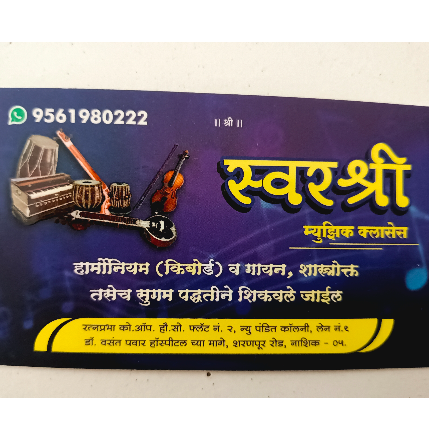 9561980222
॥ श्री ॥
स्वरश्री
म्युझिक क्लासेस
हार्मोनियम (किबोर्ड) व गायन, शास्त्रोक्त
तसेच सुगम पद्धतीने शिकवले जाईल
रत्नप्रभा को.ऑप. हौ.सो. फ्लॅट नं. २, न्यु पंडित कॉलनी, लेन नं.१
डॉ. वसंत पवार हॉस्पीटल च्या मागे, शरणपूर रोड, नाशिक - ०५.